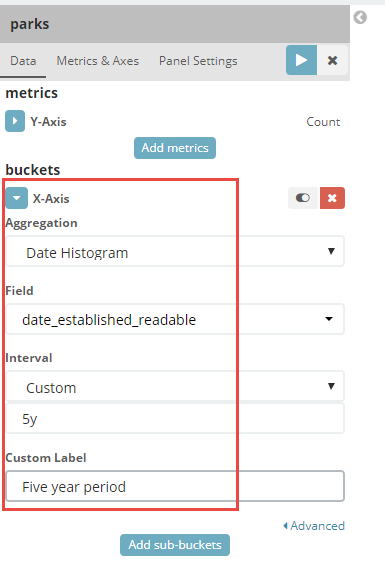 parks
Data Metrics & Axes Panel Settings
metrics
Y-Axis Count
Add metrics
buckets
X-Axis
Aggregation
Date Histogram
Field
date_established_readable
Interval
Custom
5y
Custom Label
Five year period
Advanced
Add sub-buckets